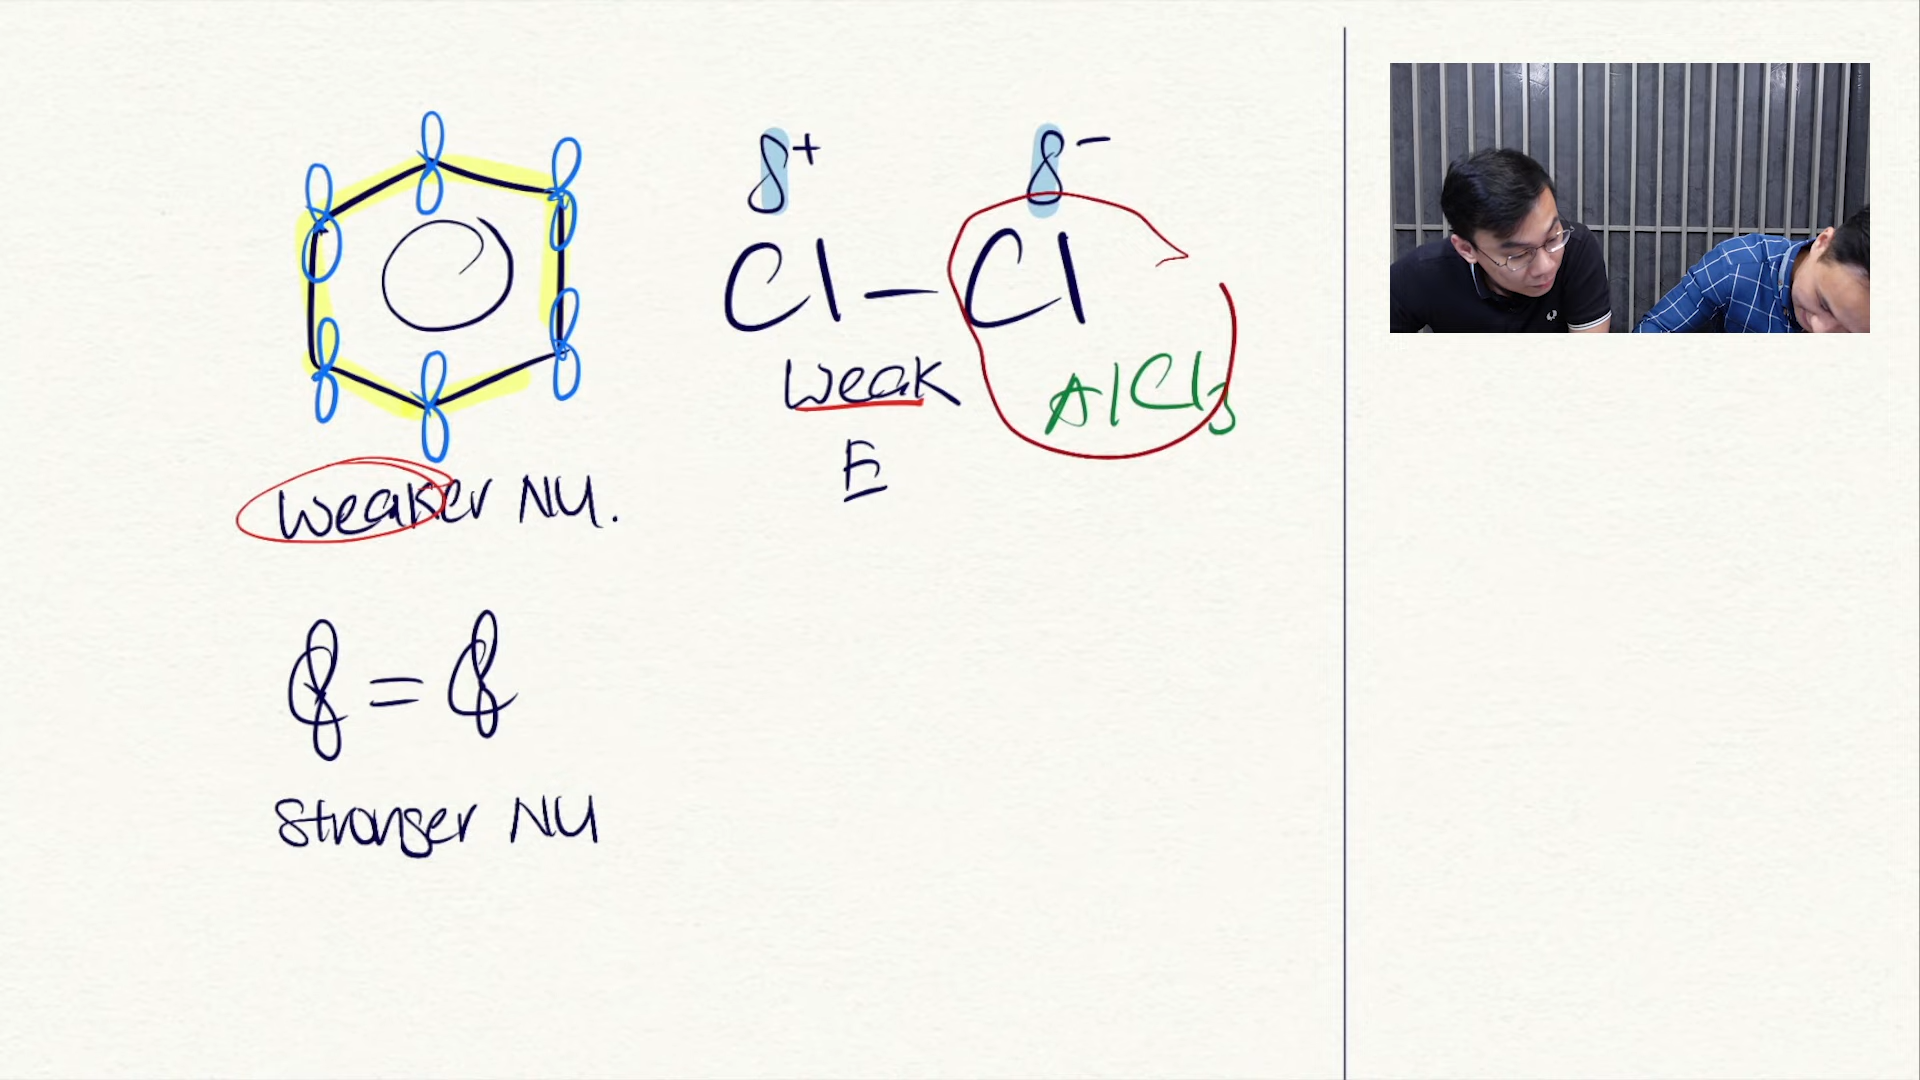 δ+ δ-
Cl — Cl
weak
AlCl3
E
weaker NU.
C = C
Stronger NU